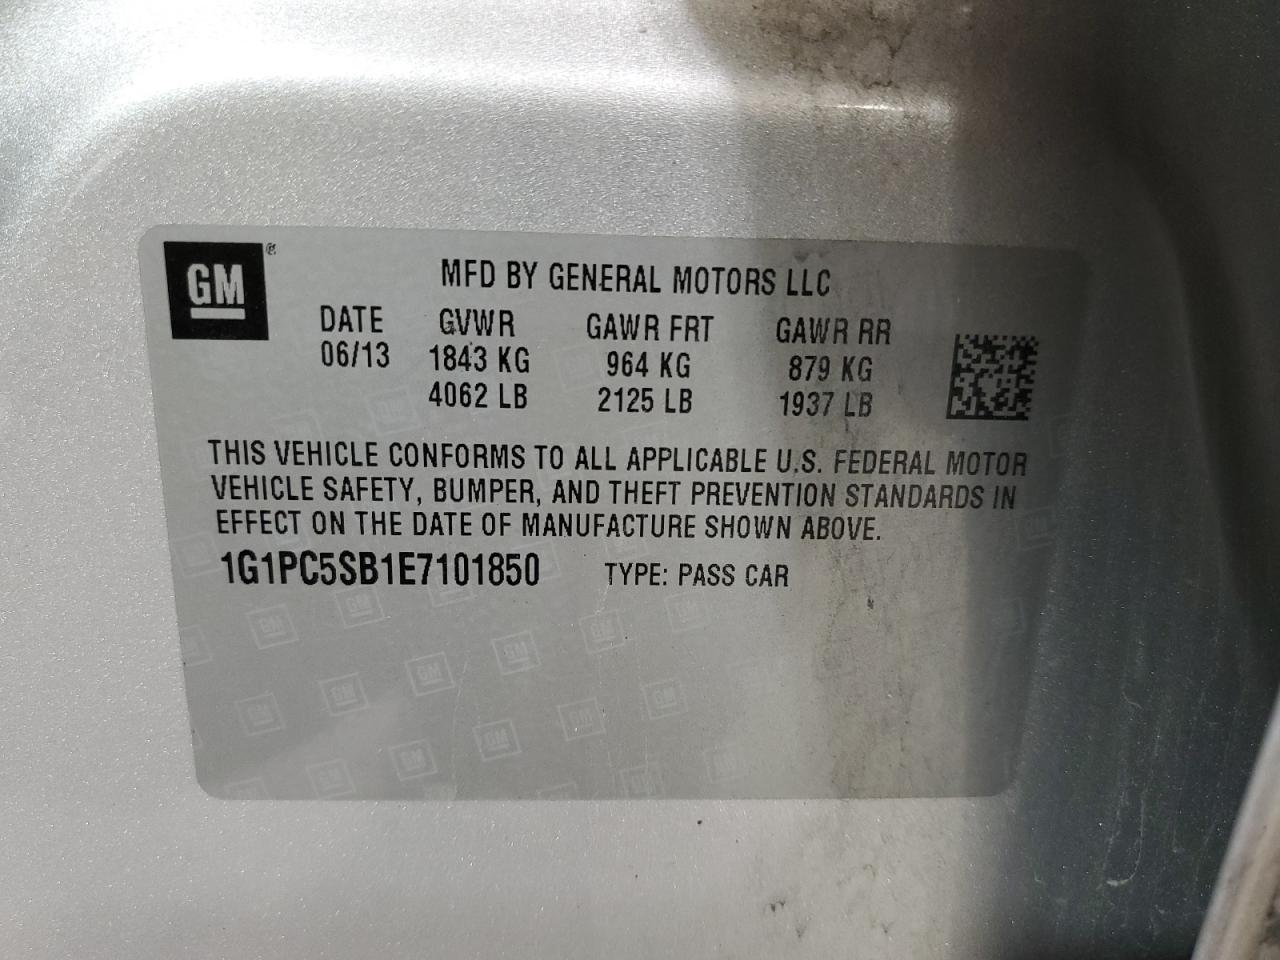 GM ®
MFD BY GENERAL MOTORS LLC
DATE GVWR GAWR FRT GAWR RR
06/13 1843 KG 964 KG 879 KG
4062 LB 2125 LB 1937 LB
THIS VEHICLE CONFORMS TO ALL APPLICABLE U.S. FEDERAL MOTOR
VEHICLE SAFETY, BUMPER, AND THEFT PREVENTION STANDARDS IN
EFFECT ON THE DATE OF MANUFACTURE SHOWN ABOVE.
1G1PC5SB1E7101850 TYPE: PASS CAR